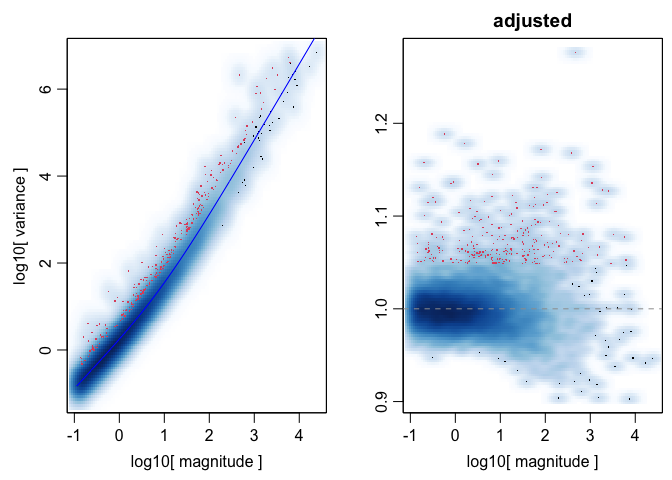 log10[ variance ]
6
4
2
0
-1 0 1 2 3 4
log10[ magnitude ]
adjusted
1.2
1.1
1.0
0.9
-1 0 1 2 3 4
log10[ magnitude ]